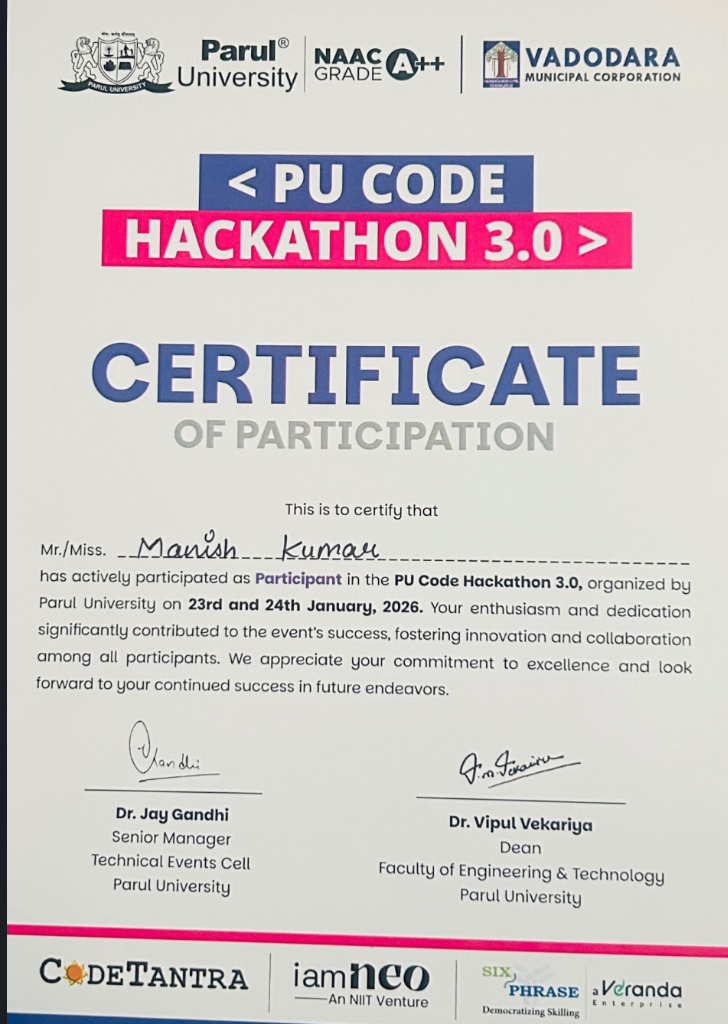 Parul®
University
PARUL UNIVERSITY
NAAC
GRADE A++
VADODARA
MUNICIPAL CORPORATION
< PU CODE
HACKATHON 3.0 >
CERTIFICATE
OF PARTICIPATION
This is to certify that
Mr./Miss. Manish Kumar
has actively participated as Participant in the PU Code Hackathon 3.0, organized by
Parul University on 23rd and 24th January, 2026. Your enthusiasm and dedication
significantly contributed to the event's success, fostering innovation and collaboration
among all participants. We appreciate your commitment to excellence and look
forward to your continued success in future endeavors.
Dr. Jay Gandhi
Senior Manager
Technical Events Cell
Parul University
Dr. Vipul Vekariya
Dean
Faculty of Engineering & Technology
Parul University
CODETANTRA
iamneo
An NIIT Venture
SIX
PHRASE
Democratizing Skilling
a Veranda
Enterprise